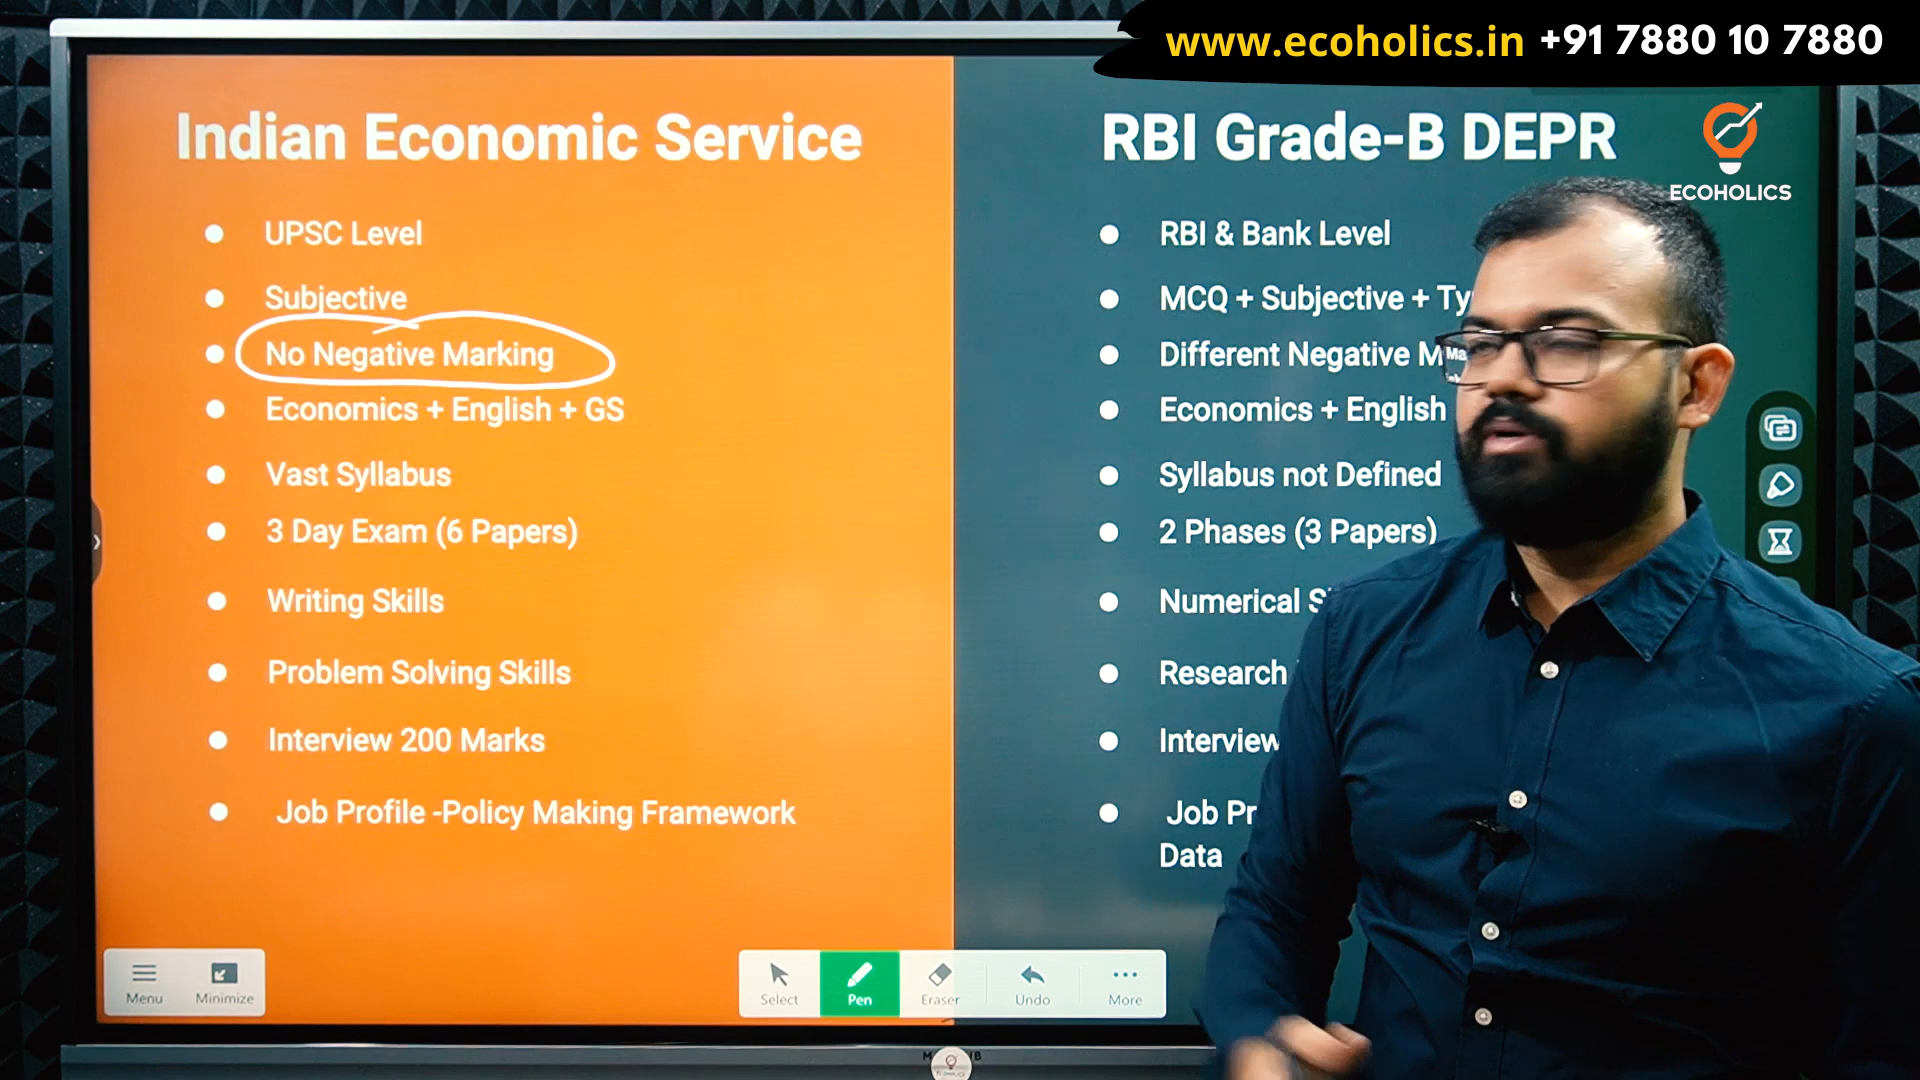 www.ecoholics.in +91 7880 10 7880
ECOHOLICS
Indian Economic Service
UPSC Level
Subjective
No Negative Marking
Economics + English + GS
Vast Syllabus
3 Day Exam (6 Papers)
Writing Skills
Problem Solving Skills
Interview 200 Marks
Job Profile -Policy Making Framework
RBI Grade-B DEPR
RBI & Bank Level
MCQ + Subjective +
Different Negative
Economics + English
Syllabus not Defined
2 Phases (3 Papers)
Numerical
Research
Interview
Job
Data
Menu
Minimize
Select
Pen
Eraser
Undo
More